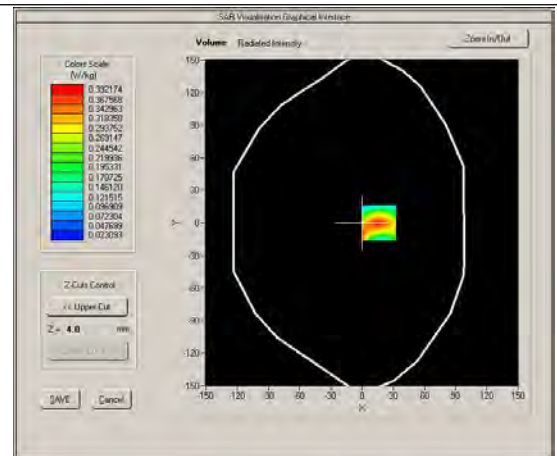 SAR Visualisation Graphical Interface
Volume Radiated Intensity
Zoom In/Out
Colors Scale
(W/kg)
0.392174
0.367568
0.342963
0.318358
0.293752
0.269147
0.244542
0.219936
0.195331
0.170725
0.146120
0.121515
0.096909
0.072304
0.047699
0.023093
Z-Cuts Control
<< Upper Cut
Z = 4.0 mm
SAVE Cancel
150
120
90
60
30
0
-30
-60
-90
-120
-150
Y
-150 -120 -90 -60 -30 0 30 60 90 120 150
X